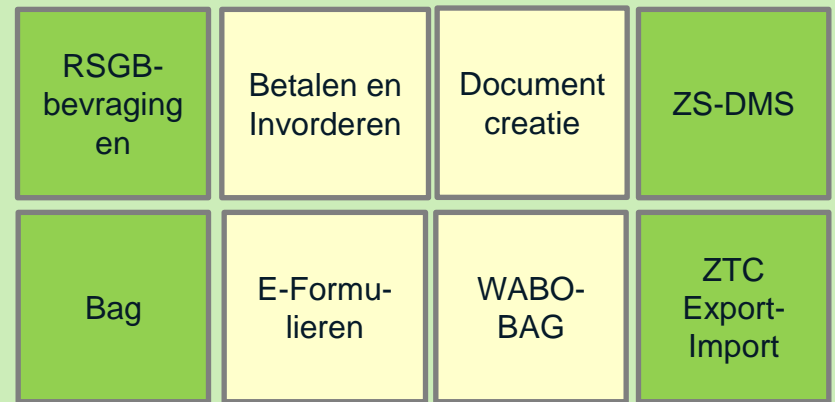 RSGB-
bevraging
en
Betalen en
Invorderen
Document
creatie
ZS-DMS
Bag
E-Formu-
lieren
WABO-
BAG
ZTC
Export-
Import